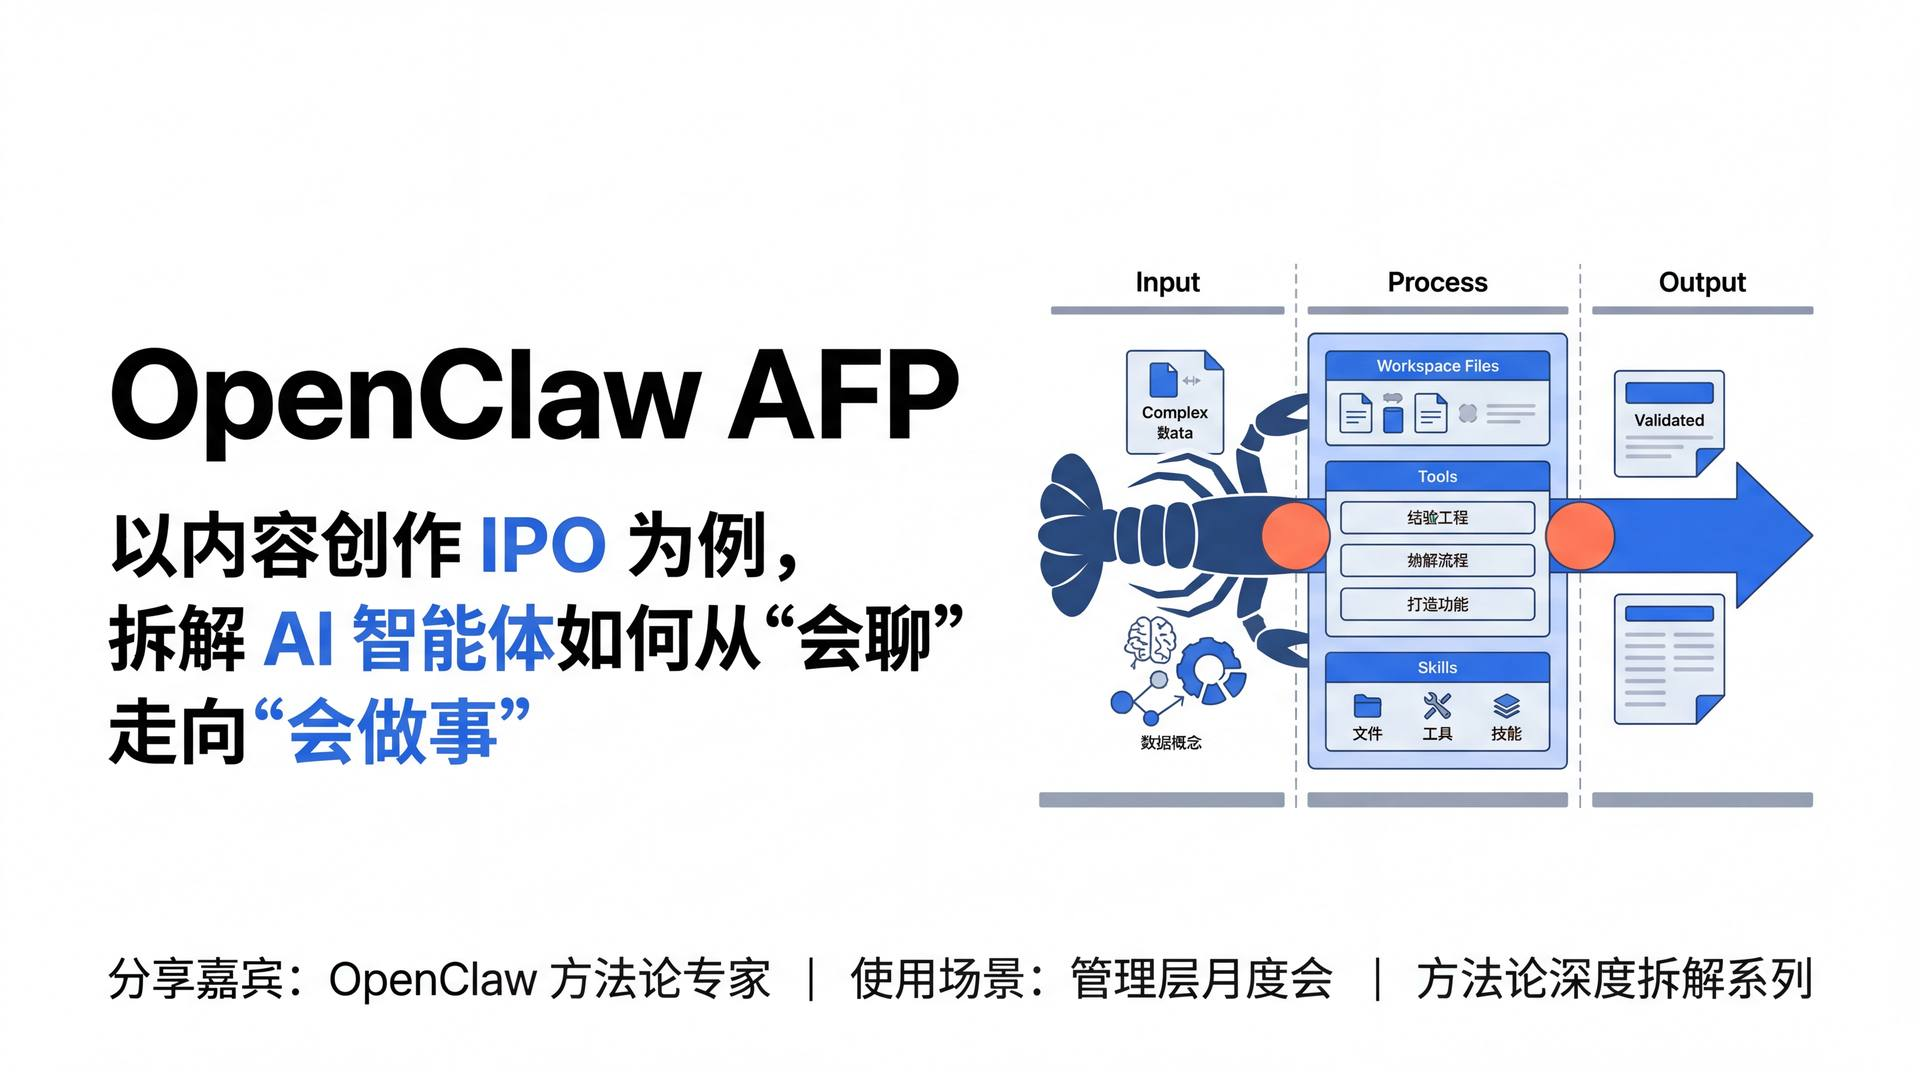 OpenClaw AFP
以内容创作 IPO 为例，
拆解 AI 智能体如何从“会聊”
走向“会做事”
Input
Complex
数ata
数据概念
Process
Workspace Files
Tools
结验工程
解流程
打造功能
Skills
文件
工具
技能
Output
Validated
分享嘉宾：OpenClaw 方法论专家 | 使用场景：管理层月度会 | 方法论深度拆解系列